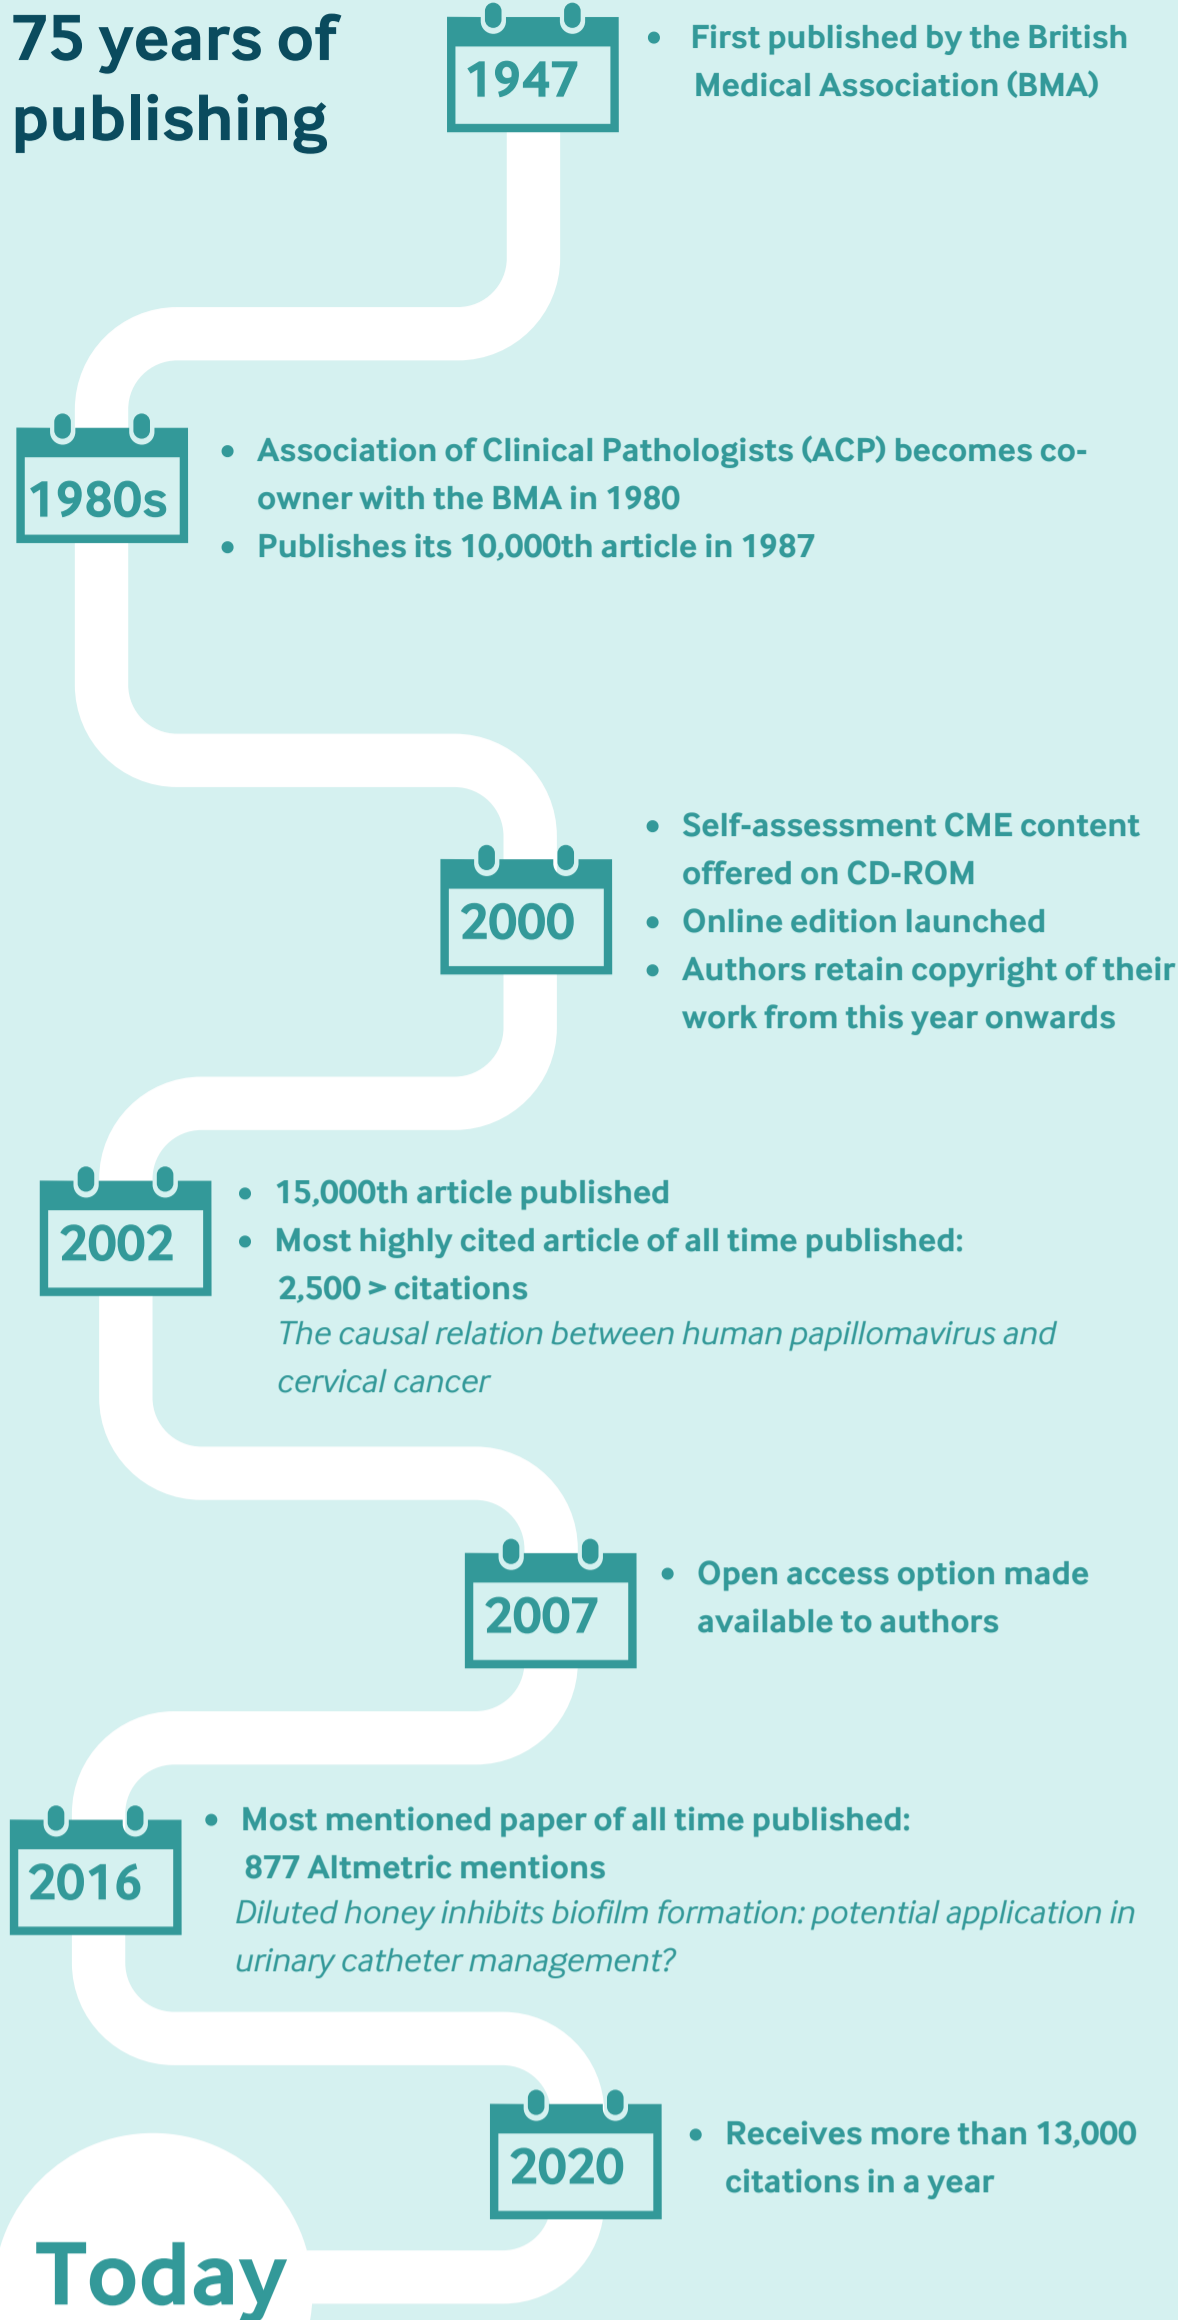 75 years of
publishing
1947
• First published by the British
Medical Association (BMA)
1980s
• Association of Clinical Pathologists (ACP) becomes co-
owner with the BMA in 1980
• Publishes its 10,000th article in 1987
2000
• Self-assessment CME content
offered on CD-ROM
• Online edition launched
• Authors retain copyright of their
work from this year onwards
2002
• 15,000th article published
• Most highly cited article of all time published:
2,500 > citations
The causal relation between human papillomavirus and
cervical cancer
2007
• Open access option made
available to authors
2016
• Most mentioned paper of all time published:
877 Altmetric mentions
Diluted honey inhibits biofilm formation: potential application in
urinary catheter management?
2020
• Receives more than 13,000
citations in a year
Today